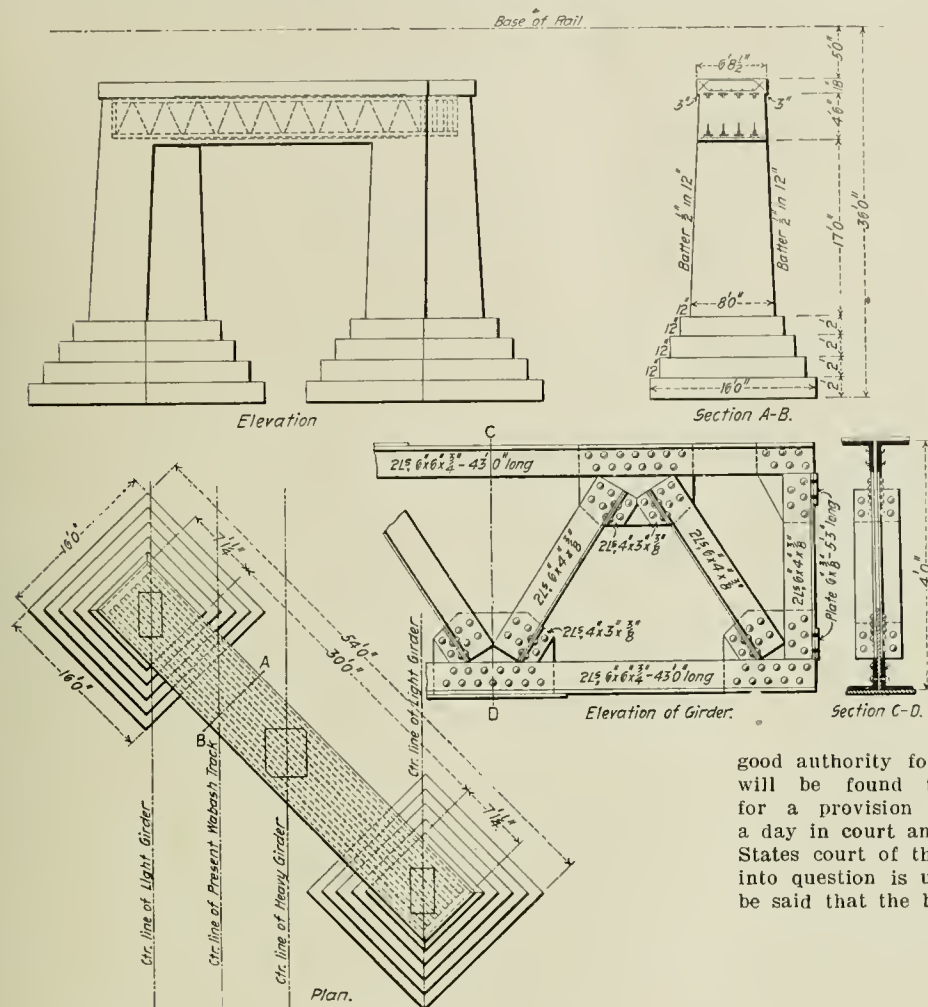 Base of Rail
6'8½"
3"
3"
5'0"
18"
4'6"
17'0"
36'0"
Batter ½" in 12"
Batter ½" in 12"
8'0"
12"
12"
12"
12"
2'
2'
2'
2'
16'0"
Elevation
Section A-B.
C
2Ls, 6"x6"x¾"-43'0" long
2Ls, 4"x3"x⅜"
2Ls, 6"x4"x⅜"
2Ls, 6"x4"x⅜"
2Ls, 6"x4"x⅜"
Plate 6"x⅜"-5'3" long
4'0"
2Ls, 4"x3"x⅜"
2Ls, 6"x6"x¾"-43'0" long
D
Elevation of Girder.
Section C-D.
16'0"
16'0"
54'0"
30'0"
A
B
Ctr. line of Light Girder
Ctr. line of Present Wabash Track
Ctr. line of Heavy Girder
Ctr. line of Light Girder
Plan.
good authority fo
will be found
for a provision
a day in court an
States court of th
into question is u
be said that the b